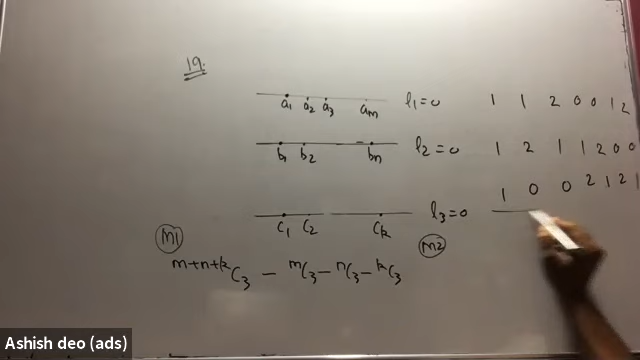 19.
a₁ a₂ a₃ aₘ l₁=0 1 1 2 0 0 1 2
b₁ b₂ bₙ l₂=0 1 2 1 1 2 0 0
1 0 0 2 1 2 1
c₁ c₂ cₖ l₃=0
M1 M2
ᵐ⁺ⁿ⁺ᵏC₃ - ᵐC₃ - ⁿC₃ - ᵏC₃
Ashish deo (ads)